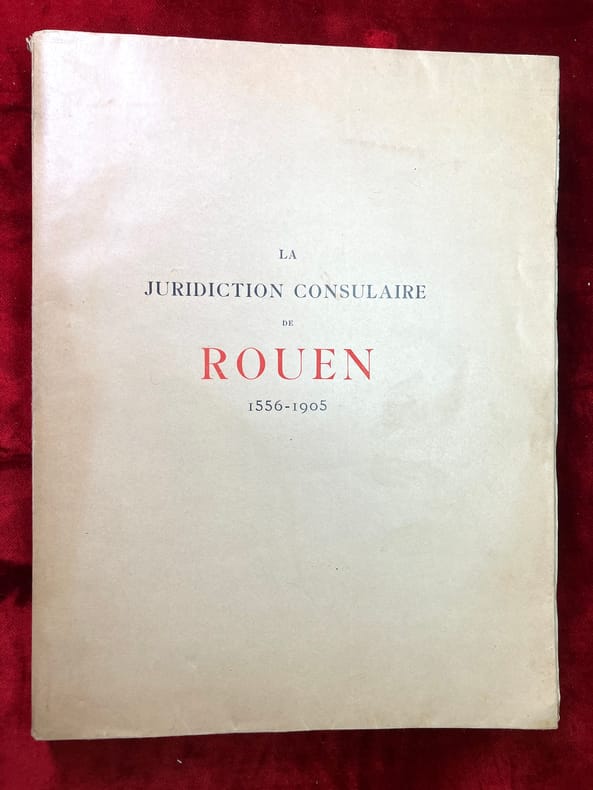 LA
JURIDICTION CONSULAIRE
DE
ROUEN
1556-1905